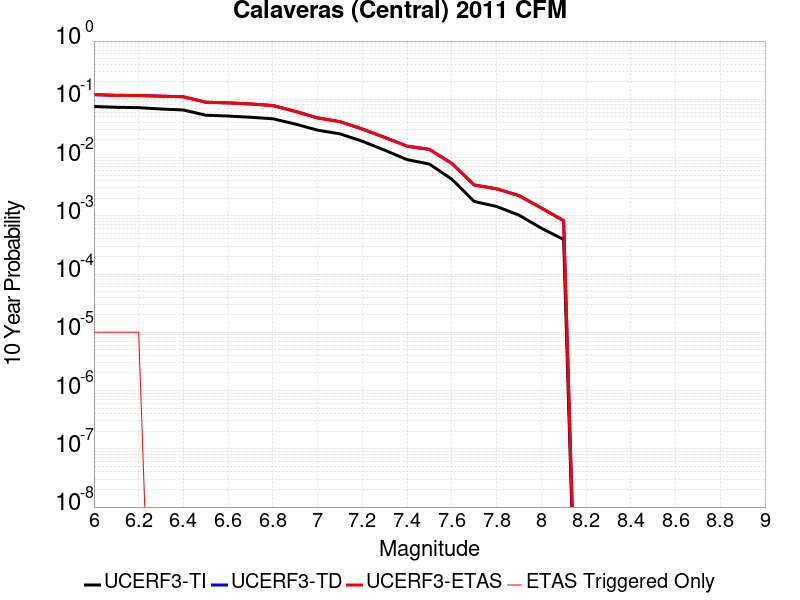 Calaveras (Central) 2011 CFM
10 0
10 -1
10 -2
10 -3
10 -4
10 -5
10 -6
10 -7
10 -8
10 Year Probability
6 6.2 6.4 6.6 6.8 7 7.2 7.4 7.6 7.8 8 8.2 8.4 8.6 8.8 9
Magnitude
UCERF3-TI UCERF3-TD UCERF3-ETAS ETAS Triggered Only